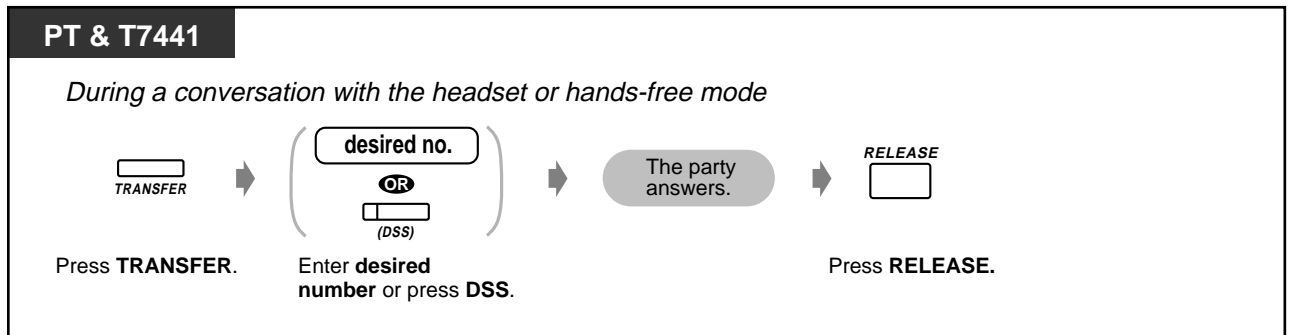 PT & T7441
During a conversation with the headset or hands-free mode
TRANSFER
desired no.
OR
(DSS)
The party
answers.
RELEASE
Press TRANSFER.
Enter desired
number or press DSS.
Press RELEASE.